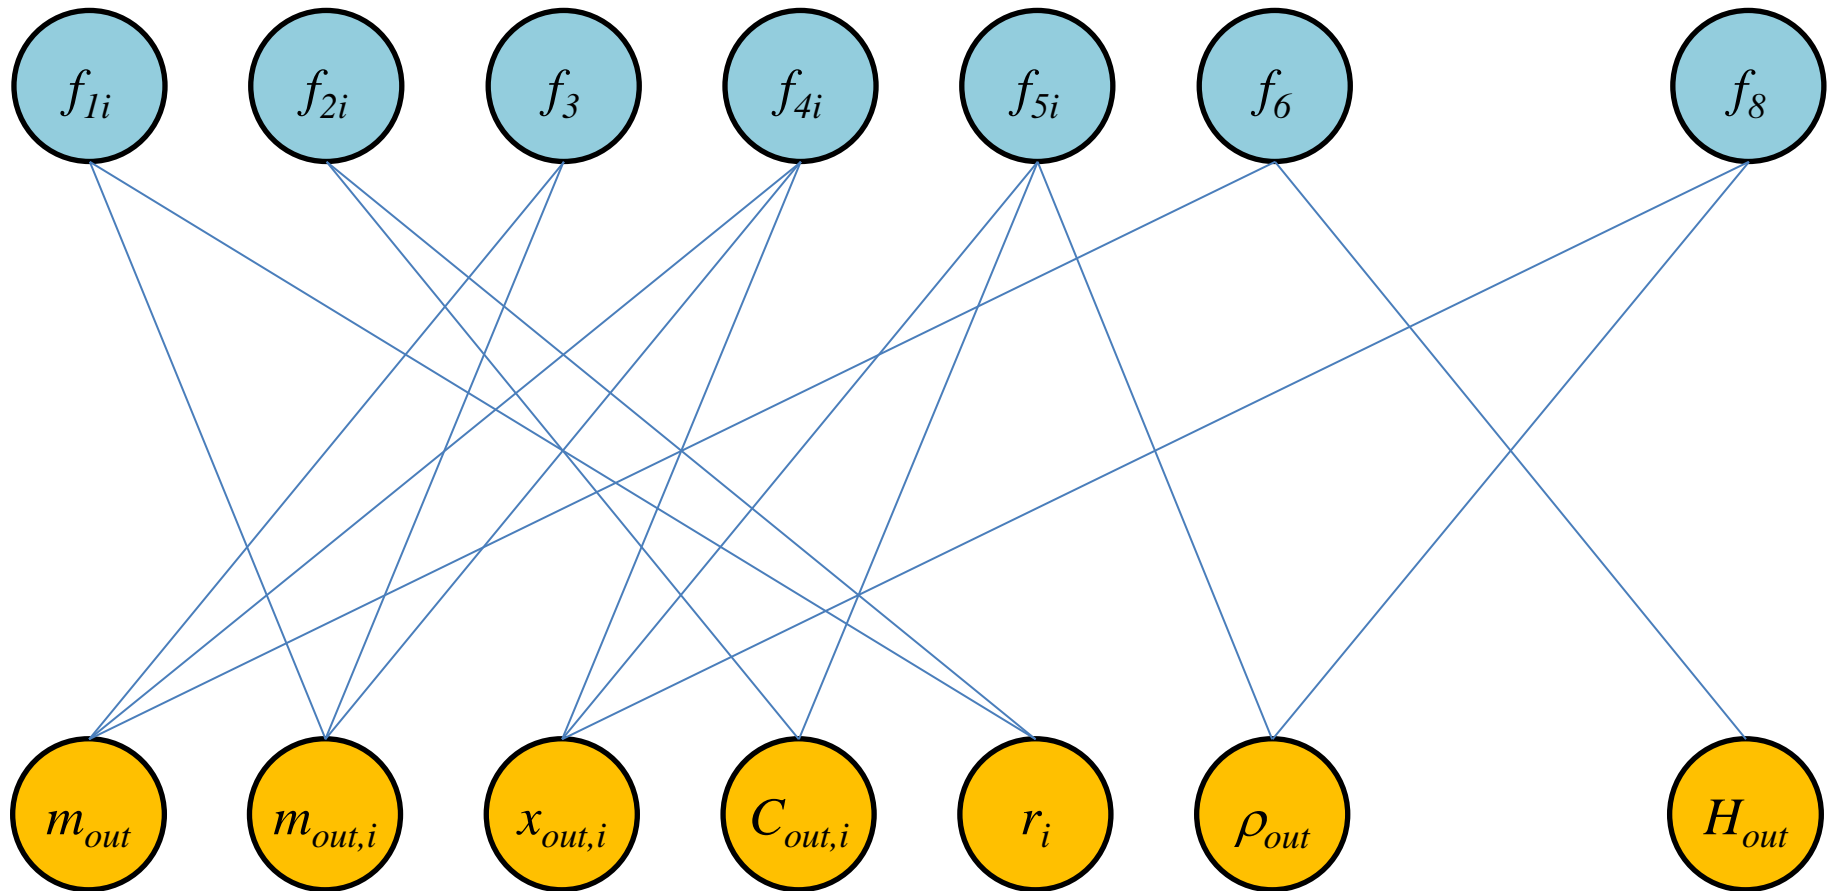 f1i f2i f3 f4i f5i f6 f8
mout mout,i xout,i Cout,i ri ρout Hout